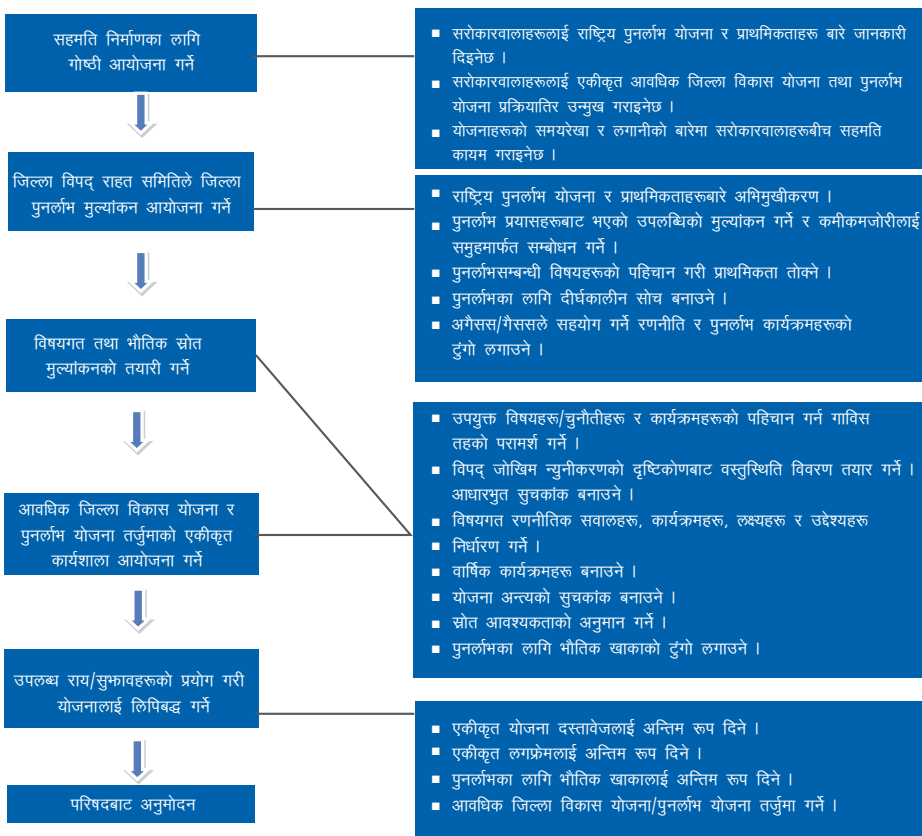 सहमति निर्माणका लागि
गोष्ठी आयोजना गर्ने
सरोकारवालाहरूलाई राष्ट्रिय पुनर्लाभ योजना र प्राथमिकताहरू बारे जानकारी
दिइनेछ ।
सरोकारवालाहरूलाई एकीकृत आवधिक जिल्ला विकास योजना तथा पुनर्लाभ
योजना प्रक्रियातिर उन्मुख गराइनेछ ।
योजनाहरूको समयरेखा र लगानीको बारेमा सरोकारवालाहरूबीच सहमति
कायम गराइनेछ ।
जिल्ला विपद् राहत समितिले जिल्ला
पुनर्लाभ मुल्यांकन आयोजना गर्ने
राष्ट्रिय पुनर्लाभ योजना र प्राथमिकताहरूबारे अभिमुखीकरण ।
पुनर्लाभ प्रयासहरूबाट भएको उपलब्धिको मुल्यांकन गर्ने र कमीकमजोरीलाई
समुहमार्फत सम्बोधन गर्ने ।
पुनर्लाभसम्बन्धी विषयहरूको पहिचान गरी प्राथमिकता तोक्ने ।
पुनर्लाभका लागि दीर्घकालीन सोच बनाउने ।
अगैसस/गैससले सहयोग गर्ने रणनीति र पुनर्लाभ कार्यक्रमहरूको
टुंगो लगाउने ।
विषयगत तथा भौतिक स्रोत
मुल्यांकनको तयारी गर्ने
आवधिक जिल्ला विकास योजना र
पुनर्लाभ योजना तर्जुमाको एकीकृत
कार्यशाला आयोजना गर्ने
उपयुक्त विषयहरू/चुनौतीहरू र कार्यक्रमहरूको पहिचान गर्न गाविस
तहको परामर्श गर्ने ।
विपद् जोखिम न्युनीकरणको दृष्टिकोणबाट वस्तुस्थिति विवरण तयार गर्ने ।
आधारभुत सुचकांक बनाउने ।
विषयगत रणनीतिक सवालहरू, कार्यक्रमहरू, लक्ष्यहरू र उद्देश्यहरू
निर्धारण गर्ने ।
वार्षिक कार्यक्रमहरू बनाउने ।
योजना अन्त्यको सुचकांक बनाउने ।
स्रोत आवश्यकताको अनुमान गर्ने ।
पुनर्लाभका लागि भौतिक खाकाको टुंगो लगाउने ।
उपलब्ध राय/सुझावहरूको प्रयोग गरी
योजनालाई लिपिबद्ध गर्ने
एकीकृत योजना दस्तावेजलाई अन्तिम रूप दिने ।
एकीकृत लगफ्रेमलाई अन्तिम रूप दिने ।
पुनर्लाभका लागि भौतिक खाकालाई अन्तिम रूप दिने ।
आवधिक जिल्ला विकास योजना/पुनर्लाभ योजना तर्जुमा गर्ने ।
परिषदबाट अनुमोदन